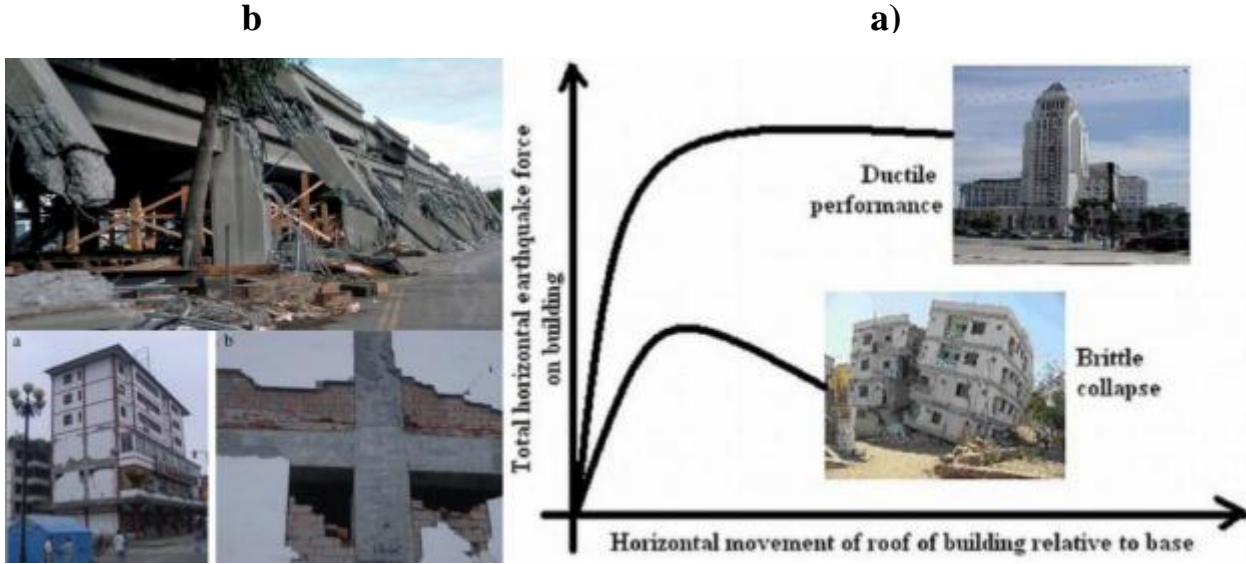 b
a)
a
b
Total horizontal earthquake force
on building
Ductile
performance
Brittle
collapse
Horizontal movement of roof of building relative to base